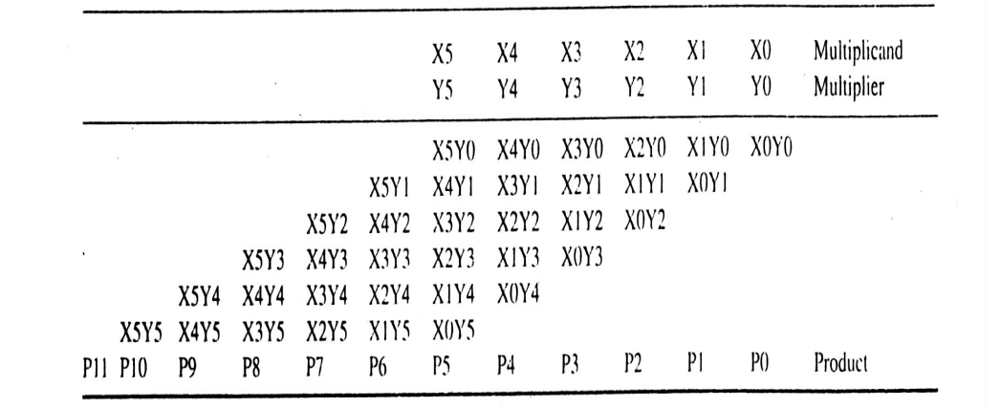 X5 X4 X3 X2 X1 X0 Multiplicand
Y5 Y4 Y3 Y2 Y1 Y0 Multiplier
X5Y0 X4Y0 X3Y0 X2Y0 X1Y0 X0Y0
X5Y1 X4Y1 X3Y1 X2Y1 X1Y1 X0Y1
X5Y2 X4Y2 X3Y2 X2Y2 X1Y2 X0Y2
X5Y3 X4Y3 X3Y3 X2Y3 X1Y3 X0Y3
X5Y4 X4Y4 X3Y4 X2Y4 X1Y4 X0Y4
X5Y5 X4Y5 X3Y5 X2Y5 X1Y5 X0Y5
P11 P10 P9 P8 P7 P6 P5 P4 P3 P2 P1 P0 Product